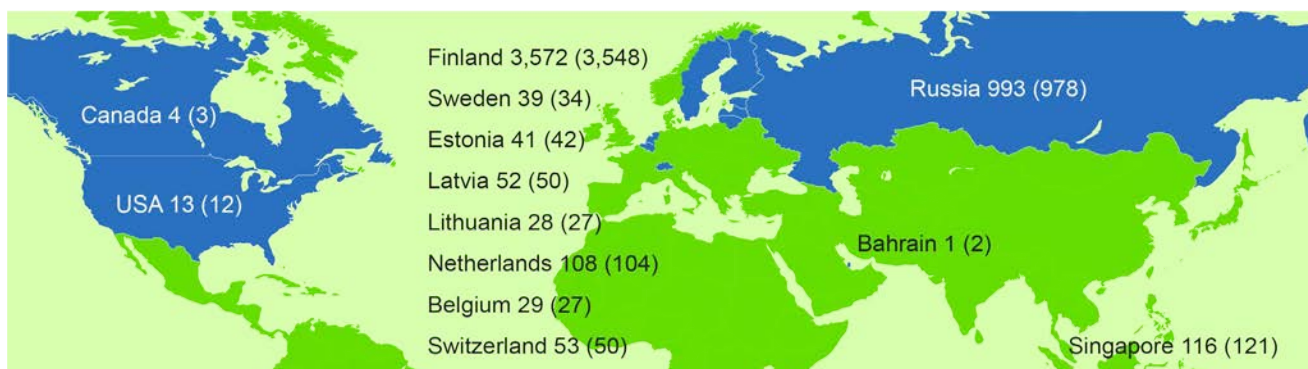 Canada 4 (3)
USA 13 (12)
Finland 3,572 (3,548)
Sweden 39 (34)
Estonia 41 (42)
Latvia 52 (50)
Lithuania 28 (27)
Netherlands 108 (104)
Belgium 29 (27)
Switzerland 53 (50)
Russia 993 (978)
Bahrain 1 (2)
Singapore 116 (121)